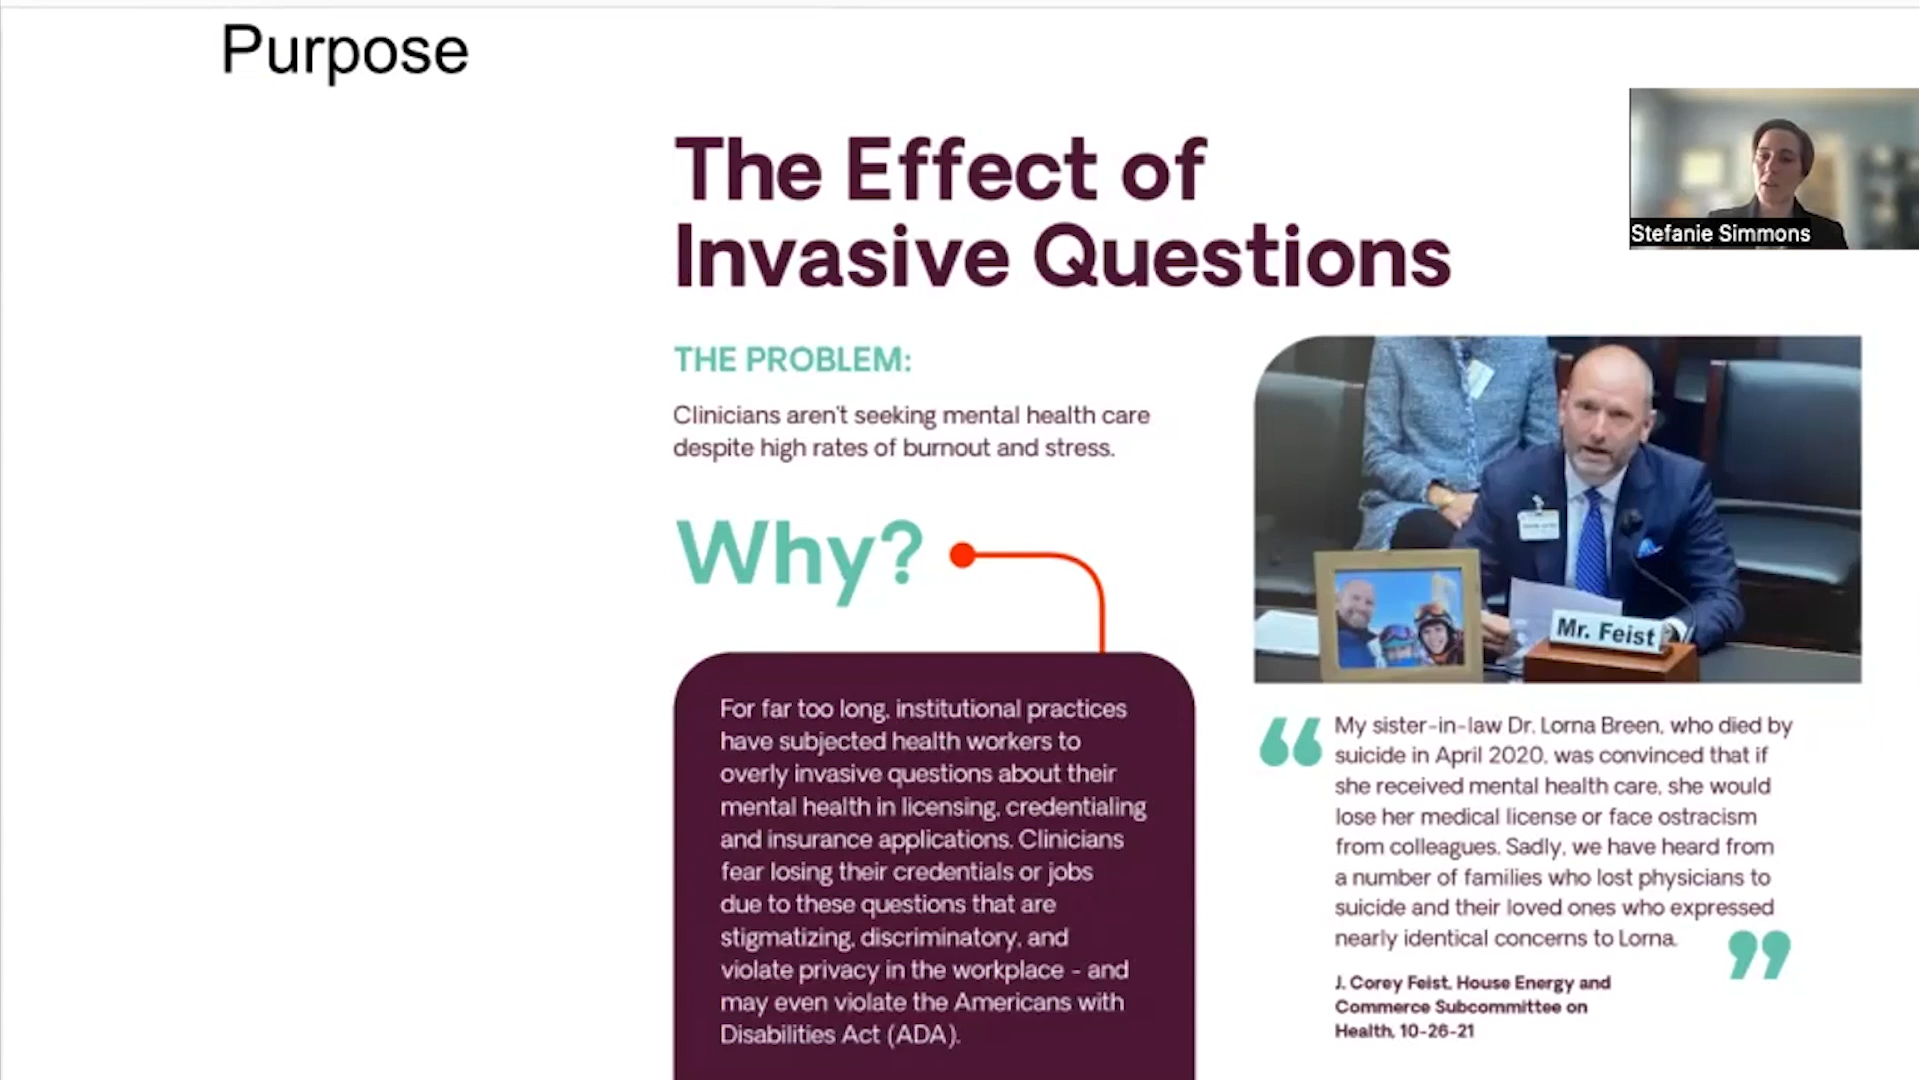 Purpose
The Effect of
Invasive Questions
Stefanie Simmons
THE PROBLEM:
Clinicians aren't seeking mental health care
despite high rates of burnout and stress.
Why?
For far too long, institutional practices
have subjected health workers to
overly invasive questions about their
mental health in licensing, credentialing
and insurance applications. Clinicians
fear losing their credentials or jobs
due to these questions that are
stigmatizing, discriminatory, and
violate privacy in the workplace - and
may even violate the Americans with
Disabilities Act (ADA).
Mr. Feist
“My sister-in-law Dr. Lorna Breen, who died by
suicide in April 2020, was convinced that if
she received mental health care, she would
lose her medical license or face ostracism
from colleagues. Sadly, we have heard from
a number of families who lost physicians to
suicide and their loved ones who expressed
nearly identical concerns to Lorna.”
J. Corey Feist, House Energy and
Commerce Subcommittee on
Health, 10-26-21